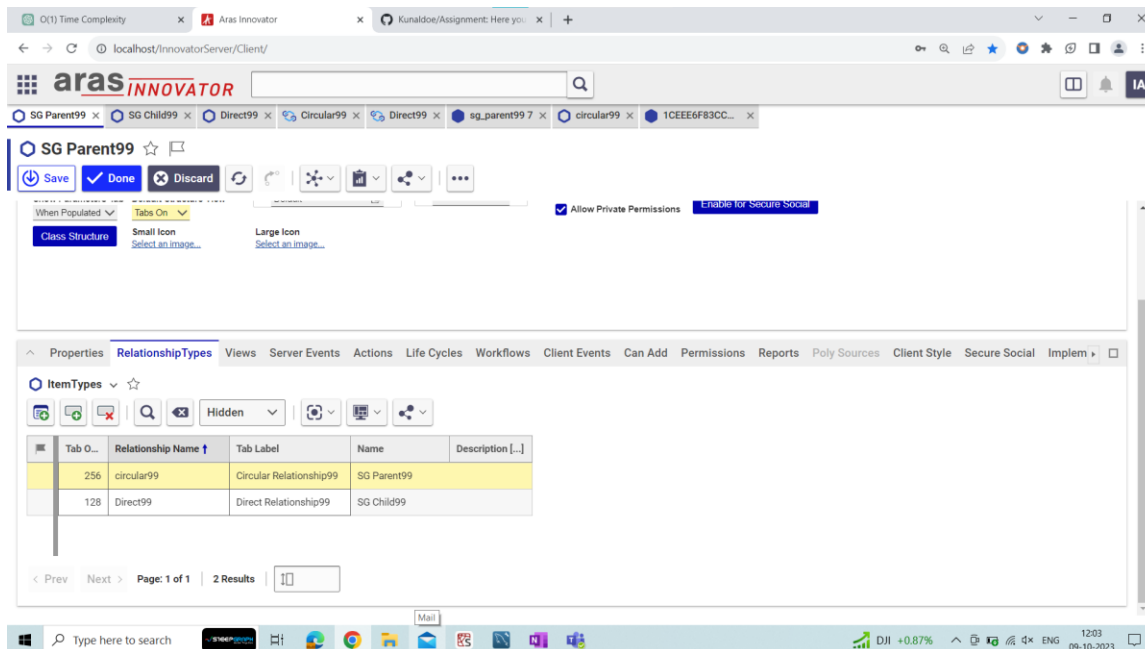 O(1) Time Complexity
Aras Innovator
Kunaldoe/Assignment: Here you
localhost/InnovatorServer/Client/
aras INNOVATOR
IA
SG Parent99
SG Child99
Direct99
Circular99
Direct99
sg_parent99 7
circular99
1CEEE6F83CC...
SG Parent99
Save
Done
Discard
When Populated
Tabs On
Allow Private Permissions
Enable for Secure Social
Class Structure
Small Icon
Large Icon
Select an image...
Select an image...
Properties RelationshipTypes Views Server Events Actions Life Cycles Workflows Client Events Can Add Permissions Reports Poly Sources Client Style Secure Social Implem
ItemTypes
Hidden
Tab O... Relationship Name Tab Label Name Description [...]
256 circular99 Circular Relationship99 SG Parent99
128 Direct99 Direct Relationship99 SG Child99
< Prev Next > Page: 1 of 1 2 Results
Mail
Type here to search
DJI +0.87%
ENG
12:03
09-10-2023